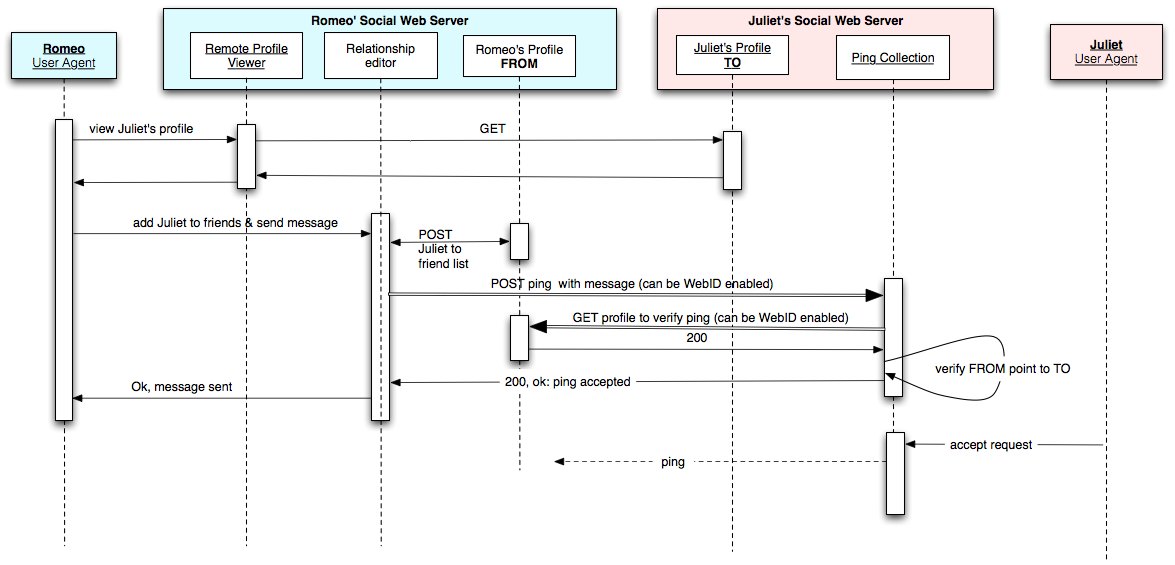 Romeo' Social Web Server
Juliet's Social Web Server
Romeo
User Agent
Remote Profile
Viewer
Relationship
editor
Romeo's Profile
FROM
Juliet's Profile
TO
Ping Collection
Juliet
User Agent
view Juliet's profile
GET
add Juliet to friends & send message
POST
Juliet to
friend list
POST ping with message (can be WebID enabled)
GET profile to verify ping (can be WebID enabled)
200
verify FROM point to TO
200, ok: ping accepted
Ok, message sent
accept request
ping